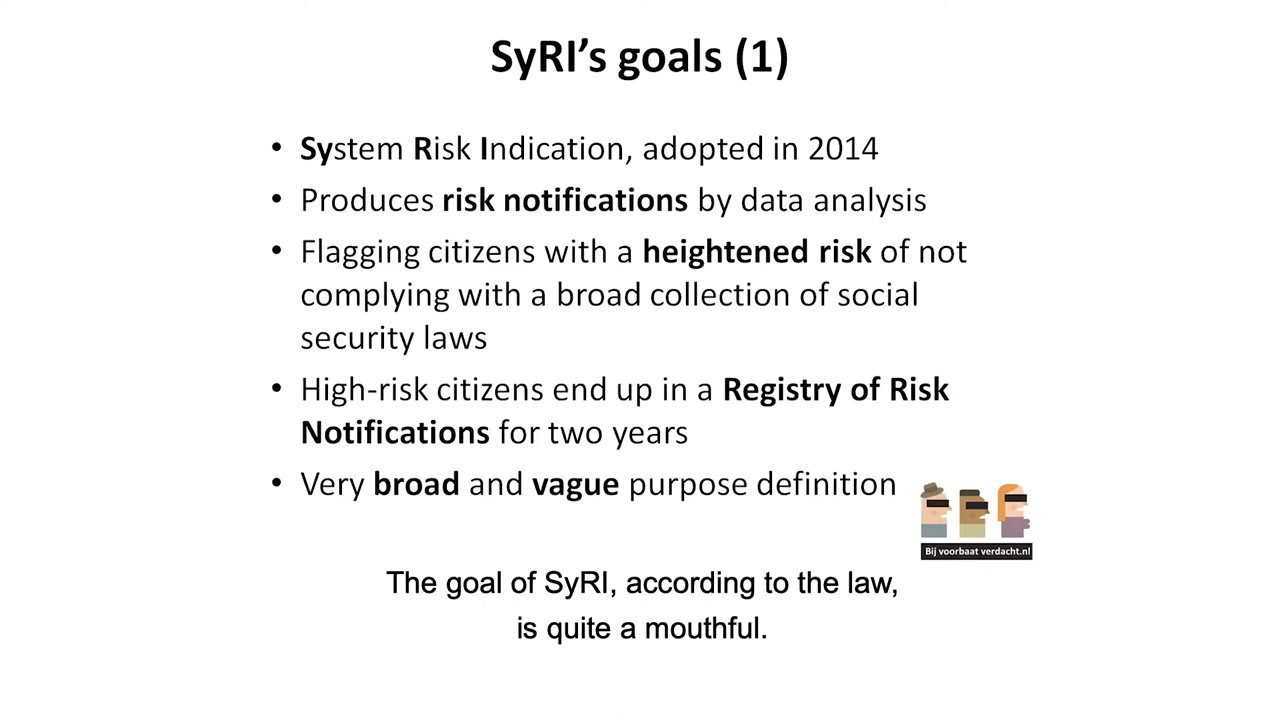 SyRI’s goals (1)
• System Risk Indication, adopted in 2014
• Produces risk notifications by data analysis
• Flagging citizens with a heightened risk of not
complying with a broad collection of social
security laws
• High-risk citizens end up in a Registry of Risk
Notifications for two years
• Very broad and vague purpose definition
Bij voorbaat verdacht.nl
The goal of SyRI, according to the law,
is quite a mouthful.